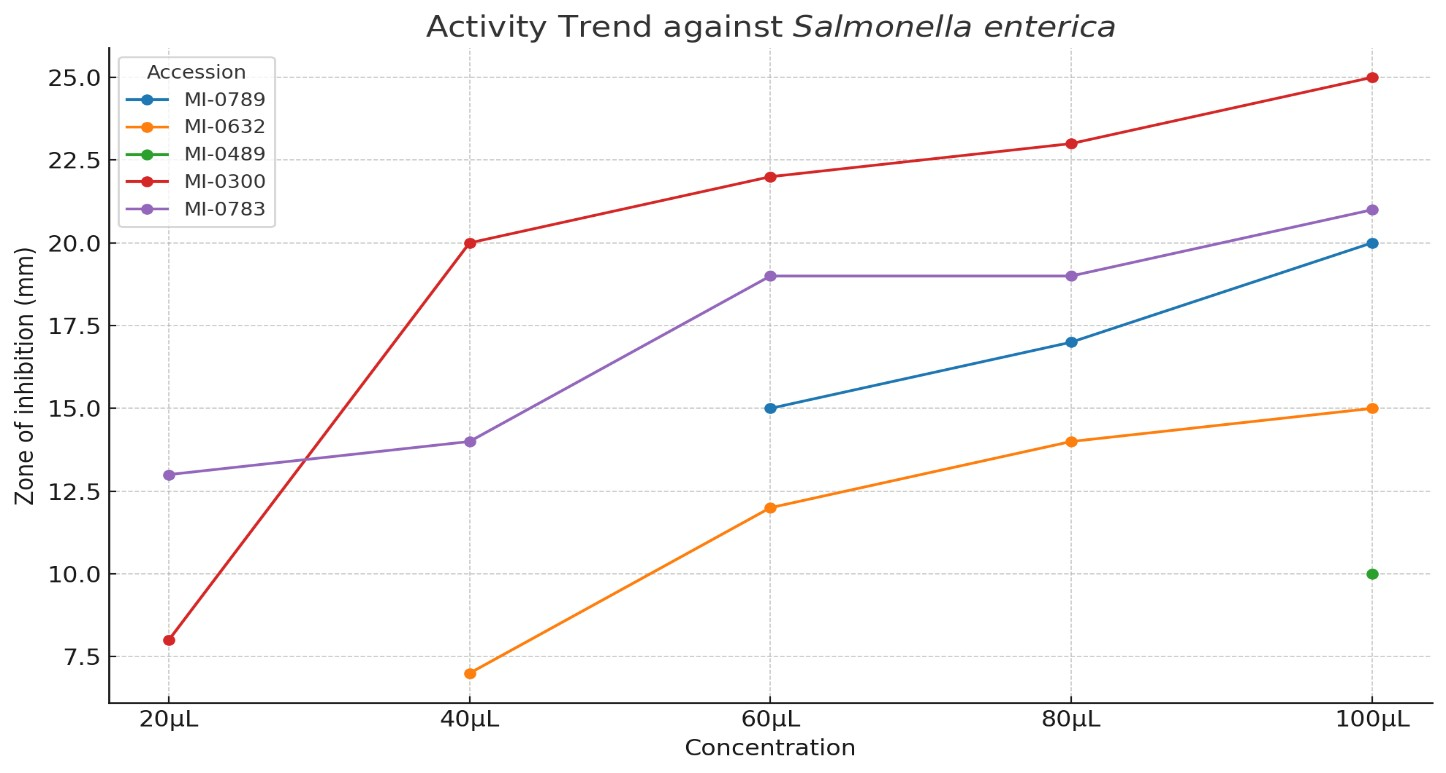 Activity Trend against Salmonella enterica
Accession
MI-0789
MI-0632
MI-0489
MI-0300
MI-0783
Zone of inhibition (mm)
25.0
22.5
20.0
17.5
15.0
12.5
10.0
7.5
20μL 40μL 60μL 80μL 100μL
Concentration